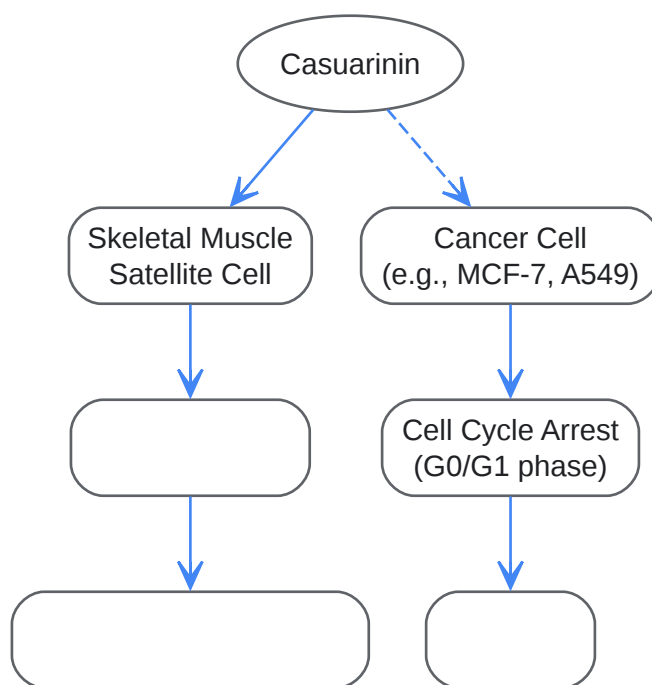 Casuarinin
Skeletal Muscle
Satellite Cell
Cancer Cell
(e.g., MCF-7, A549)
Cell Cycle Arrest
(G0/G1 phase)